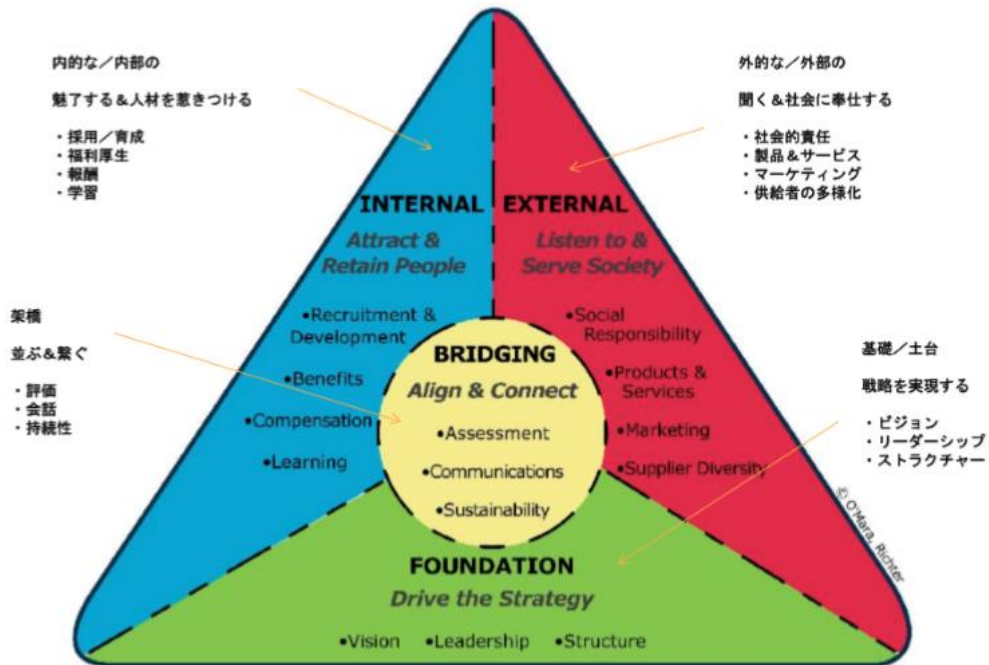 内的な／内部の
魅了する＆人材を惹きつける
・採用／育成
・福利厚生
・報酬
・学習
外的な／外部の
聞く＆社会に奉仕する
・社会的責任
・製品＆サービス
・マーケティング
・供給者の多様化
INTERNAL
Attract &
Retain People
•Recruitment &
Development
•Benefits
•Compensation
•Learning
EXTERNAL
Listen to &
Serve Society
•Social
Responsibility
•Products &
Services
•Marketing
•Supplier Diversity
架橋
並ぶ＆繋ぐ
・評価
・会話
・持続性
BRIDGING
Align & Connect
•Assessment
•Communications
•Sustainability
基礎／土台
戦略を実現する
・ビジョン
・リーダーシップ
・ストラクチャー
© O'Mara, Richter
FOUNDATION
Drive the Strategy
•Vision •Leadership •Structure